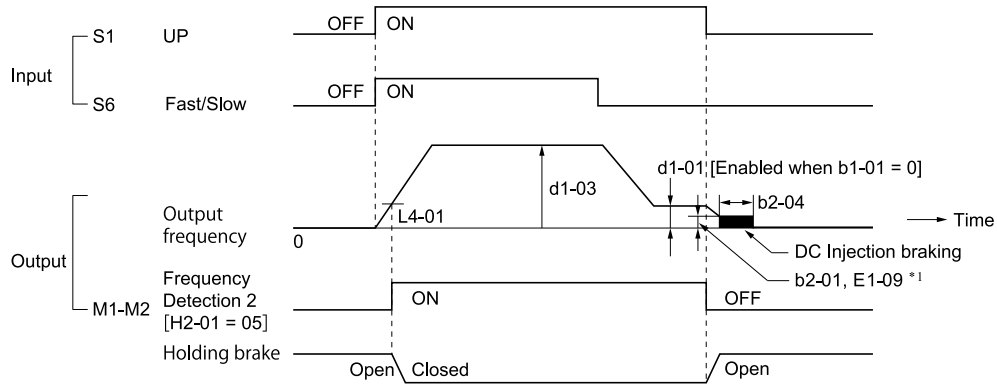 Input
S1 UP OFF ON
S6 Fast/Slow OFF ON
Output
Output
frequency
0
L4-01
d1-03
d1-01 [Enabled when b1-01 = 0]
b2-04
Time
DC Injection braking
b2-01, E1-09 *1
M1-M2
Frequency
Detection 2
[H2-01 = 05]
ON OFF
Holding brake Open Closed Open